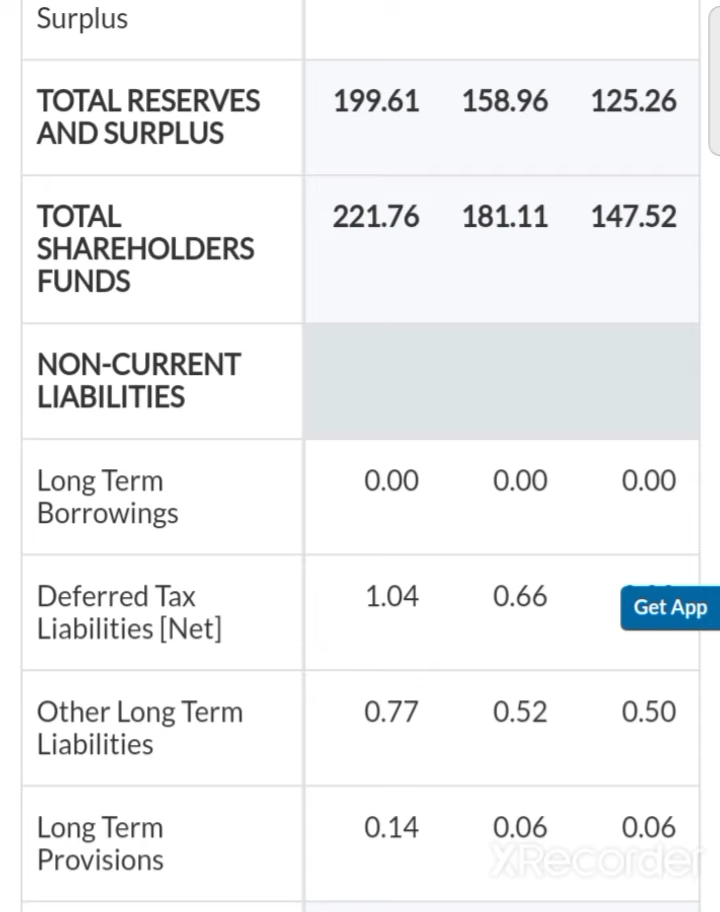 Surplus
TOTAL RESERVES 199.61 158.96 125.26
AND SURPLUS
TOTAL 221.76 181.11 147.52
SHAREHOLDERS
FUNDS
NON-CURRENT
LIABILITIES
Long Term 0.00 0.00 0.00
Borrowings
Deferred Tax 1.04 0.66
Liabilities [Net] Get App
Other Long Term 0.77 0.52 0.50
Liabilities
Long Term 0.14 0.06 0.06
Provisions XRecorder